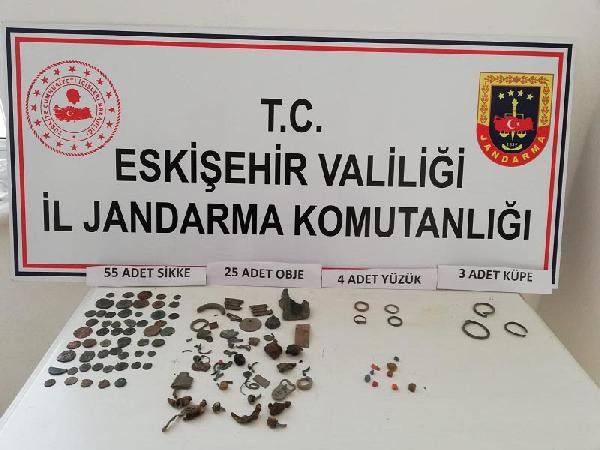 T.C.
ESKİŞEHİR VALİLİĞİ
İL JANDARMA KOMUTANLIĞI
JANDARMA
55 ADET SİKKE
25 ADET OBJE
4 ADET YÜZÜK
3 ADET KÜPE